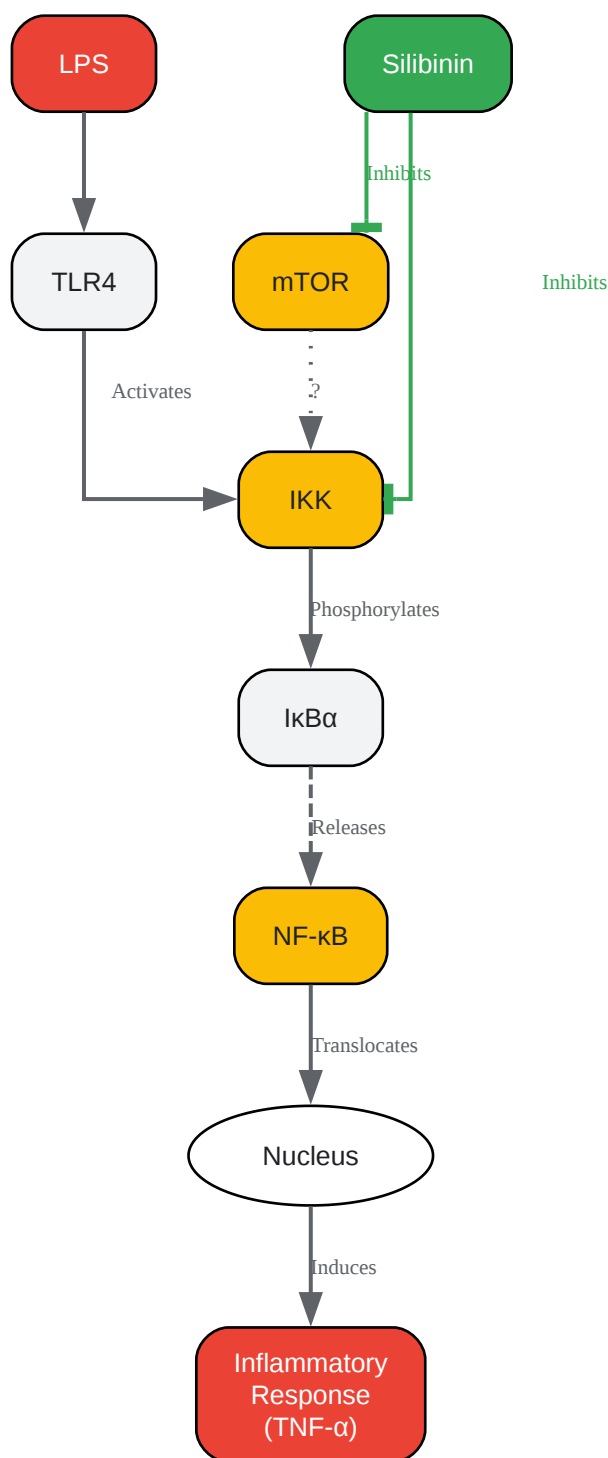 LPS
Silibinin
Inhibits
TLR4
mTOR
Inhibits
Activates
?
IKK
Phosphorylates
IκBα
Releases
NF-κB
Translocates
Nucleus
Induces
Inflammatory
Response
(TNF-α)